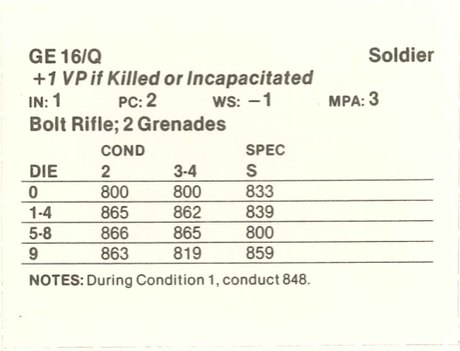 GE 16/Q Soldier
+1 VP if Killed or Incapacitated
IN: 1 PC: 2 WS: −1 MPA: 3
Bolt Rifle; 2 Grenades
COND SPEC
DIE 2 3-4 S
0 800 800 833
1-4 865 862 839
5-8 866 865 800
9 863 819 859
NOTES: During Condition 1, conduct 848.